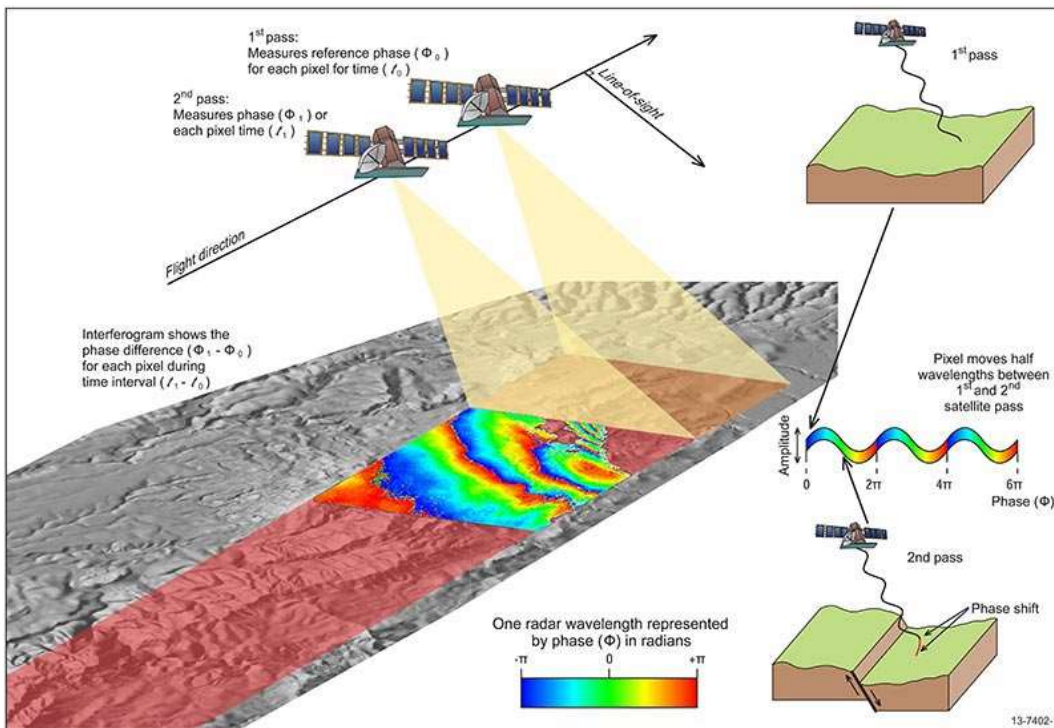 1st pass:
Measures reference phase (Φ₀)
for each pixel for time (t₀)
2nd pass:
Measures phase (Φ₁) or
each pixel time (t₁)
Line-of-sight
Flight direction
1st pass
Interferogram shows the
phase difference (Φ₁ - Φ₀)
for each pixel during
time interval (t₁ - t₀)
Pixel moves half
wavelengths between
1st and 2nd
satellite pass
Amplitude
0 2π 4π 6π
Phase (Φ)
2nd pass
Phase shift
One radar wavelength represented
by phase (Φ) in radians
-π 0 +π